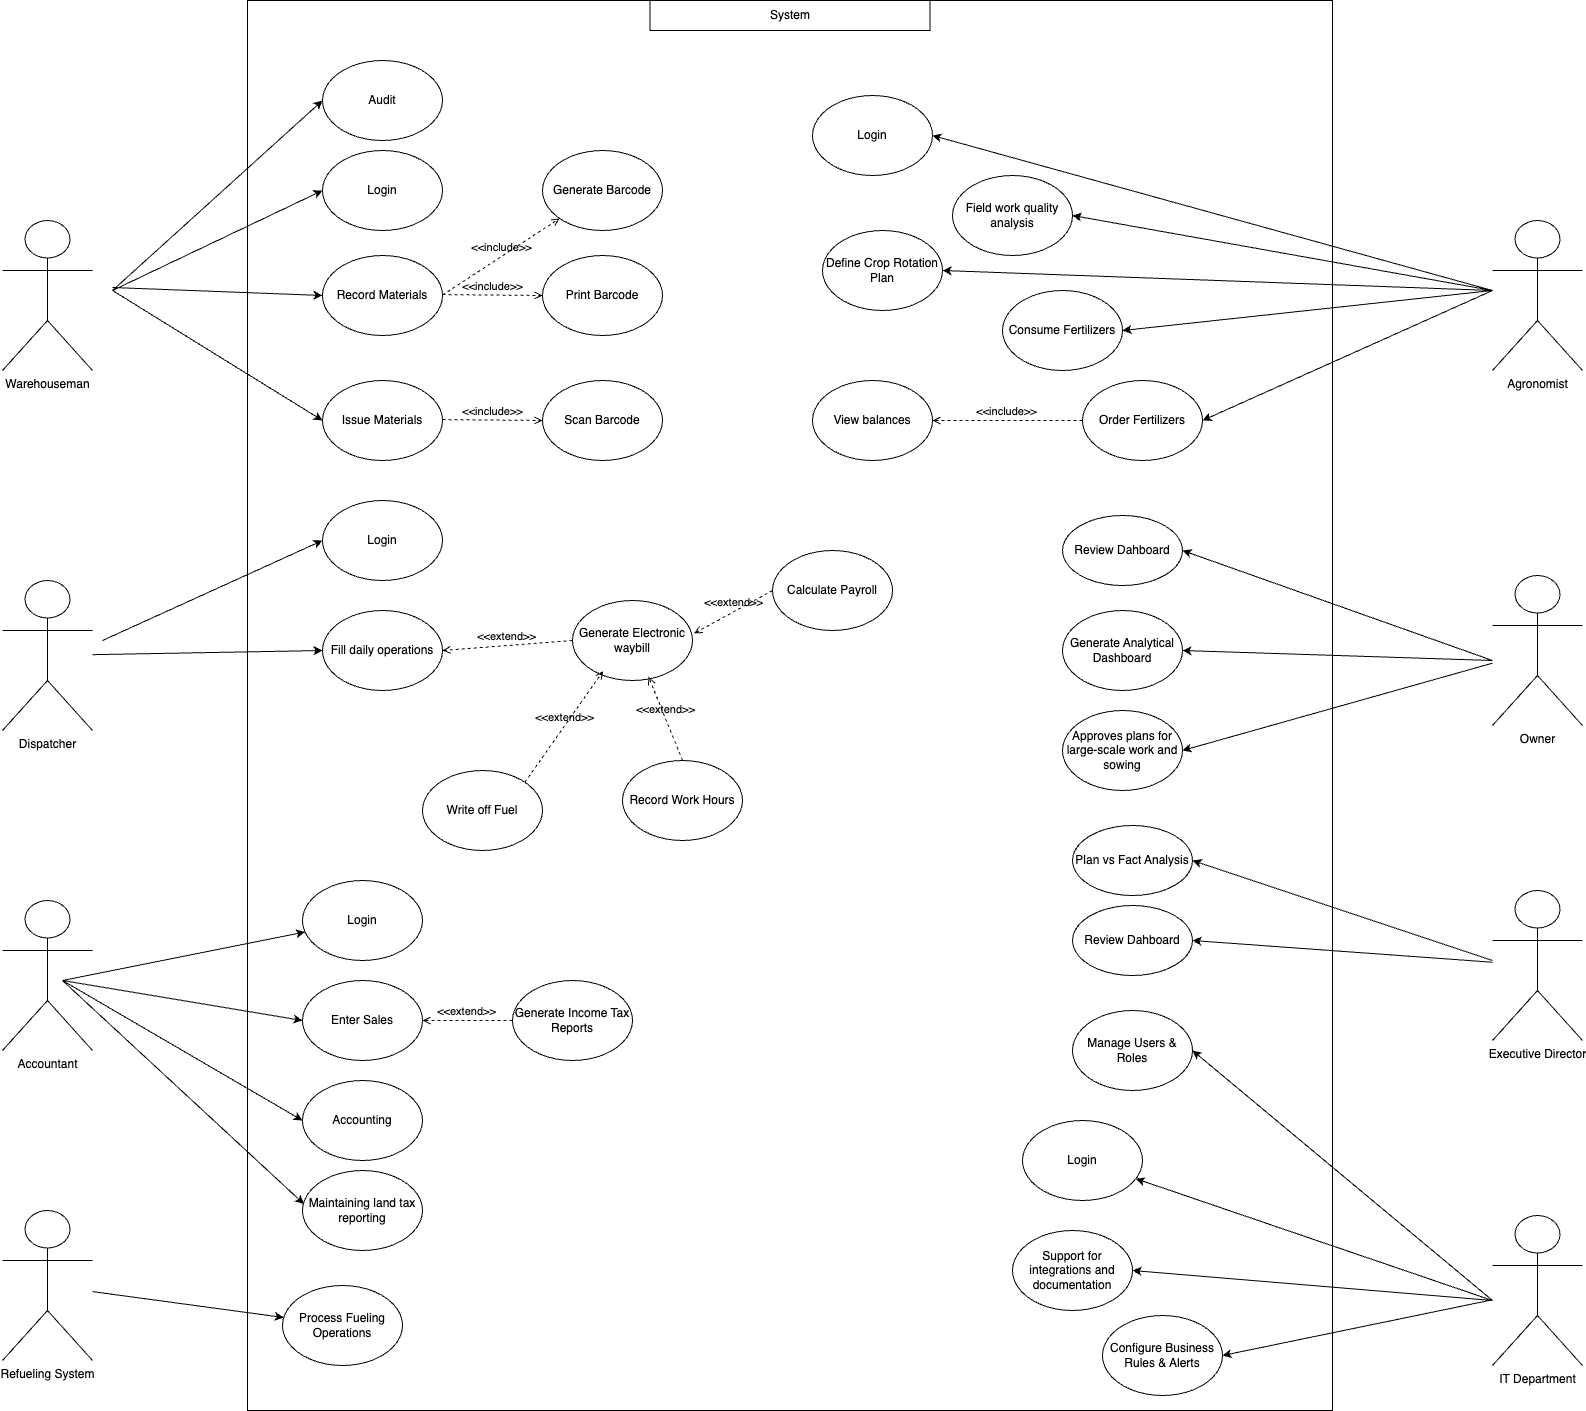 System
Audit
Login
Generate Barcode
<<include>>
Record Materials
<<include>>
Print Barcode
Warehouseman
Issue Materials
<<include>>
Scan Barcode
Login
Field work quality
analysis
Define Crop Rotation
Plan
Consume Fertilizers
View balances
<<include>>
Order Fertilizers
Agronomist
Login
Fill daily operations
<<extend>>
Generate Electronic
waybill
<<extend>>
Calculate Payroll
<<extend>>
<<extend>>
Write off Fuel
Record Work Hours
Dispatcher
Review Dahboard
Generate Analytical
Dashboard
Approves plans for
large-scale work and
sowing
Owner
Login
Enter Sales
<<extend>>
Generate Income Tax
Reports
Accounting
Maintaining land tax
reporting
Accountant
Plan vs Fact Analysis
Review Dahboard
Executive Director
Process Fueling
Operations
Refueling System
Manage Users &
Roles
Login
Support for
integrations and
documentation
Configure Business
Rules & Alerts
IT Department